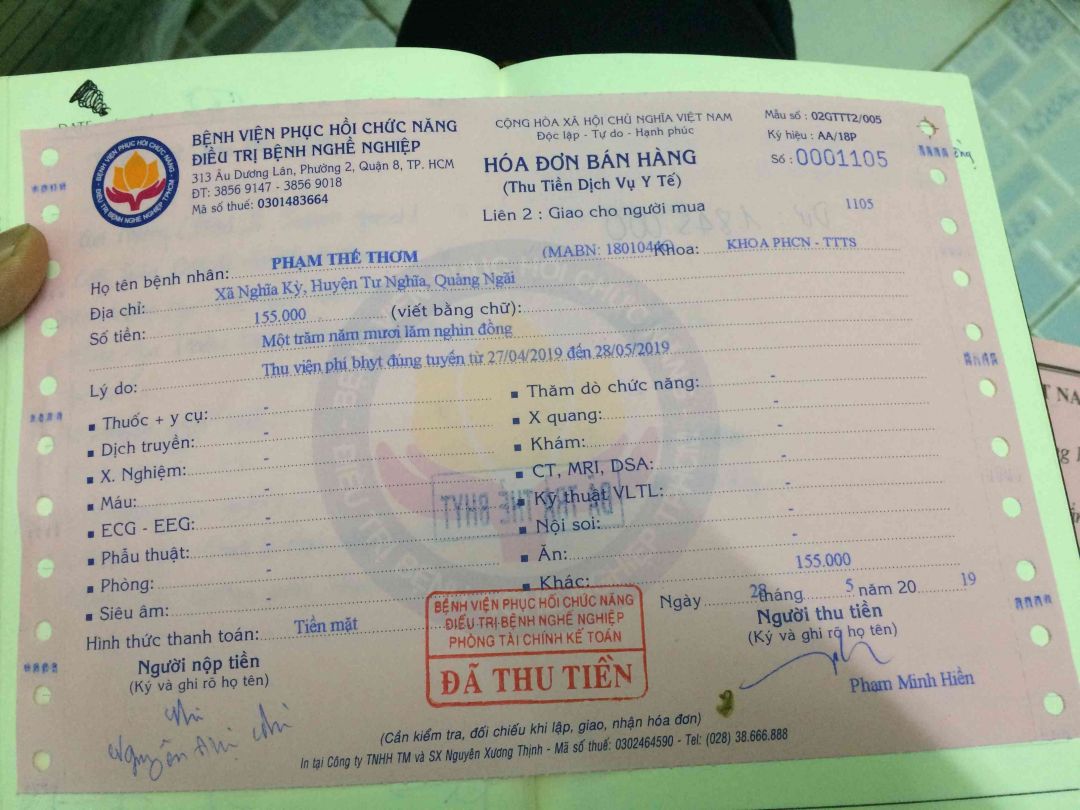 BỆNH VIỆN PHỤC HỒI CHỨC NĂNG
ĐIỀU TRỊ BỆNH NGHỀ NGHIỆP
313 Âu Dương Lân, Phường 2, Quận 8, TP. HCM
ĐT: 3856 9147 - 3856 9018
Mã số thuế: 0301483664
CỘNG HÒA XÃ HỘI CHỦ NGHĨA VIỆT NAM
Độc lập - Tự do - Hạnh phúc
HÓA ĐƠN BÁN HÀNG
(Thu Tiền Dịch Vụ Y Tế)
Liên 2 : Giao cho người mua
Mẫu số : 02GTTT2/005
Ký hiệu : AA/18P
Số : 0001105
1105
Họ tên bệnh nhân: PHẠM THẾ THƠM (MABN: 1801044 Khoa: KHOA PHCN - TTTS
Địa chỉ: Xã Nghĩa Kỳ, Huyện Tư Nghĩa, Quảng Ngãi
Số tiền: 155.000 (viết bằng chữ):
Một trăm năm mươi lăm nghìn đồng
Lý do: Thu viện phí bhyt đúng tuyến từ 27/04/2019 đến 28/05/2019
Thuốc + y cụ: -
Dịch truyền: -
X. Nghiệm: -
Máu: -
ECG - EEG: -
Phẫu thuật: -
Phòng: -
Siêu âm: -
Thăm dò chức năng: -
X quang: -
Khám: -
CT, MRI, DSA: -
Kỹ thuật VLTL: -
Nội soi: -
Ăn: -
Khác: 155.000
ĐÃ TRẢ THẺ BHYT
Hình thức thanh toán: Tiền mặt
Ngày 28 tháng 5 năm 20 19
Người nộp tiền
(Ký và ghi rõ họ tên)
Người thu tiền
(Ký và ghi rõ họ tên)
BỆNH VIỆN PHỤC HỒI CHỨC NĂNG
ĐIỀU TRỊ BỆNH NGHỀ NGHIỆP
PHÒNG TÀI CHÍNH KẾ TOÁN
ĐÃ THU TIỀN
Phạm Minh Hiền
(Cần kiểm tra, đối chiếu khi lập, giao, nhận hóa đơn)
In tại Công ty TNHH TM và SX Nguyên Xương Thịnh - Mã số thuế: 0302464590 - Tel: (028) 38.666.888